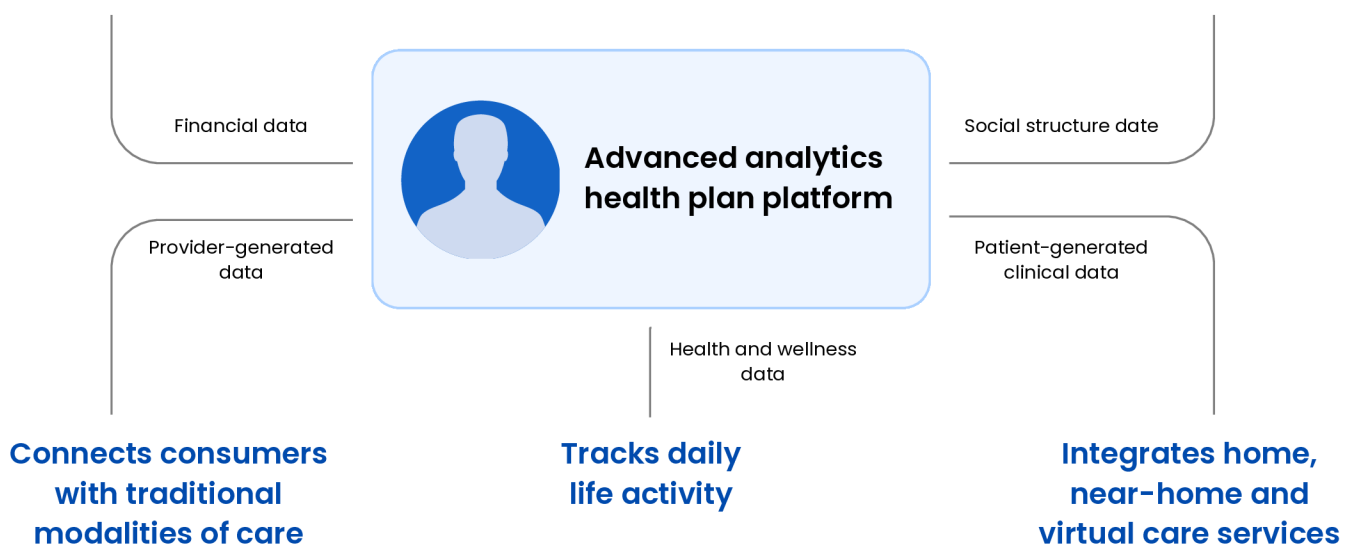 Financial data
Advanced analytics
health plan platform
Social structure date
Provider-generated
data
Patient-generated
clinical data
Health and wellness
data
Connects consumers
with traditional
modalities of care
Tracks daily
life activity
Integrates home,
near-home and
virtual care services